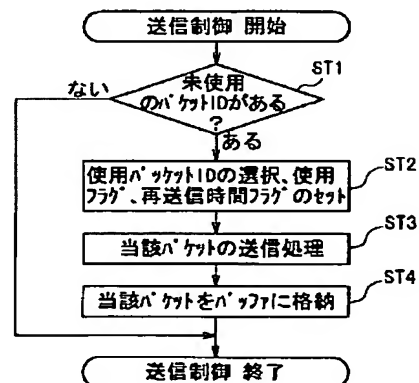 送信制御 開始
ST1
未使用
のパケットIDがある
?
ない
ある
ST2
使用パッケトIDの選択、使用
フラグ、再送信時間フラグのセット
ST3
当該パケットの送信処理
ST4
当該パケットをバッファに格納
送信制御 終了